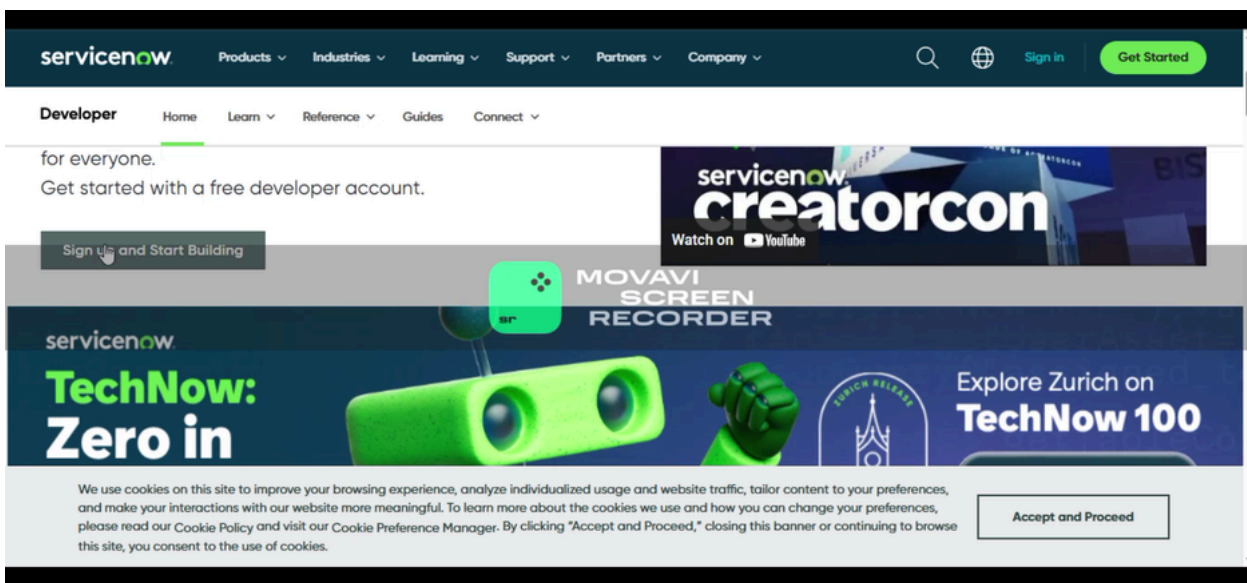 servicenow
Products
Industries
Learning
Support
Partners
Company
Sign in
Get Started
Developer
Home
Learn
Reference
Guides
Connect
for everyone.
Get started with a free developer account.
Sign up and Start Building
servicenow
creatorcon
Watch on YouTube
MOVAVI
SCREEN
RECORDER
sr
servicenow
TechNow:
Zero in
ZURICH RELEASE
Explore Zurich on
TechNow 100
We use cookies on this site to improve your browsing experience, analyze individualized usage and website traffic, tailor content to your preferences,
and make your interactions with our website more meaningful. To learn more about the cookies we use and how you can change your preferences,
please read our Cookie Policy and visit our Cookie Preference Manager. By clicking "Accept and Proceed," closing this banner or continuing to browse
this site, you consent to the use of cookies.
Accept and Proceed